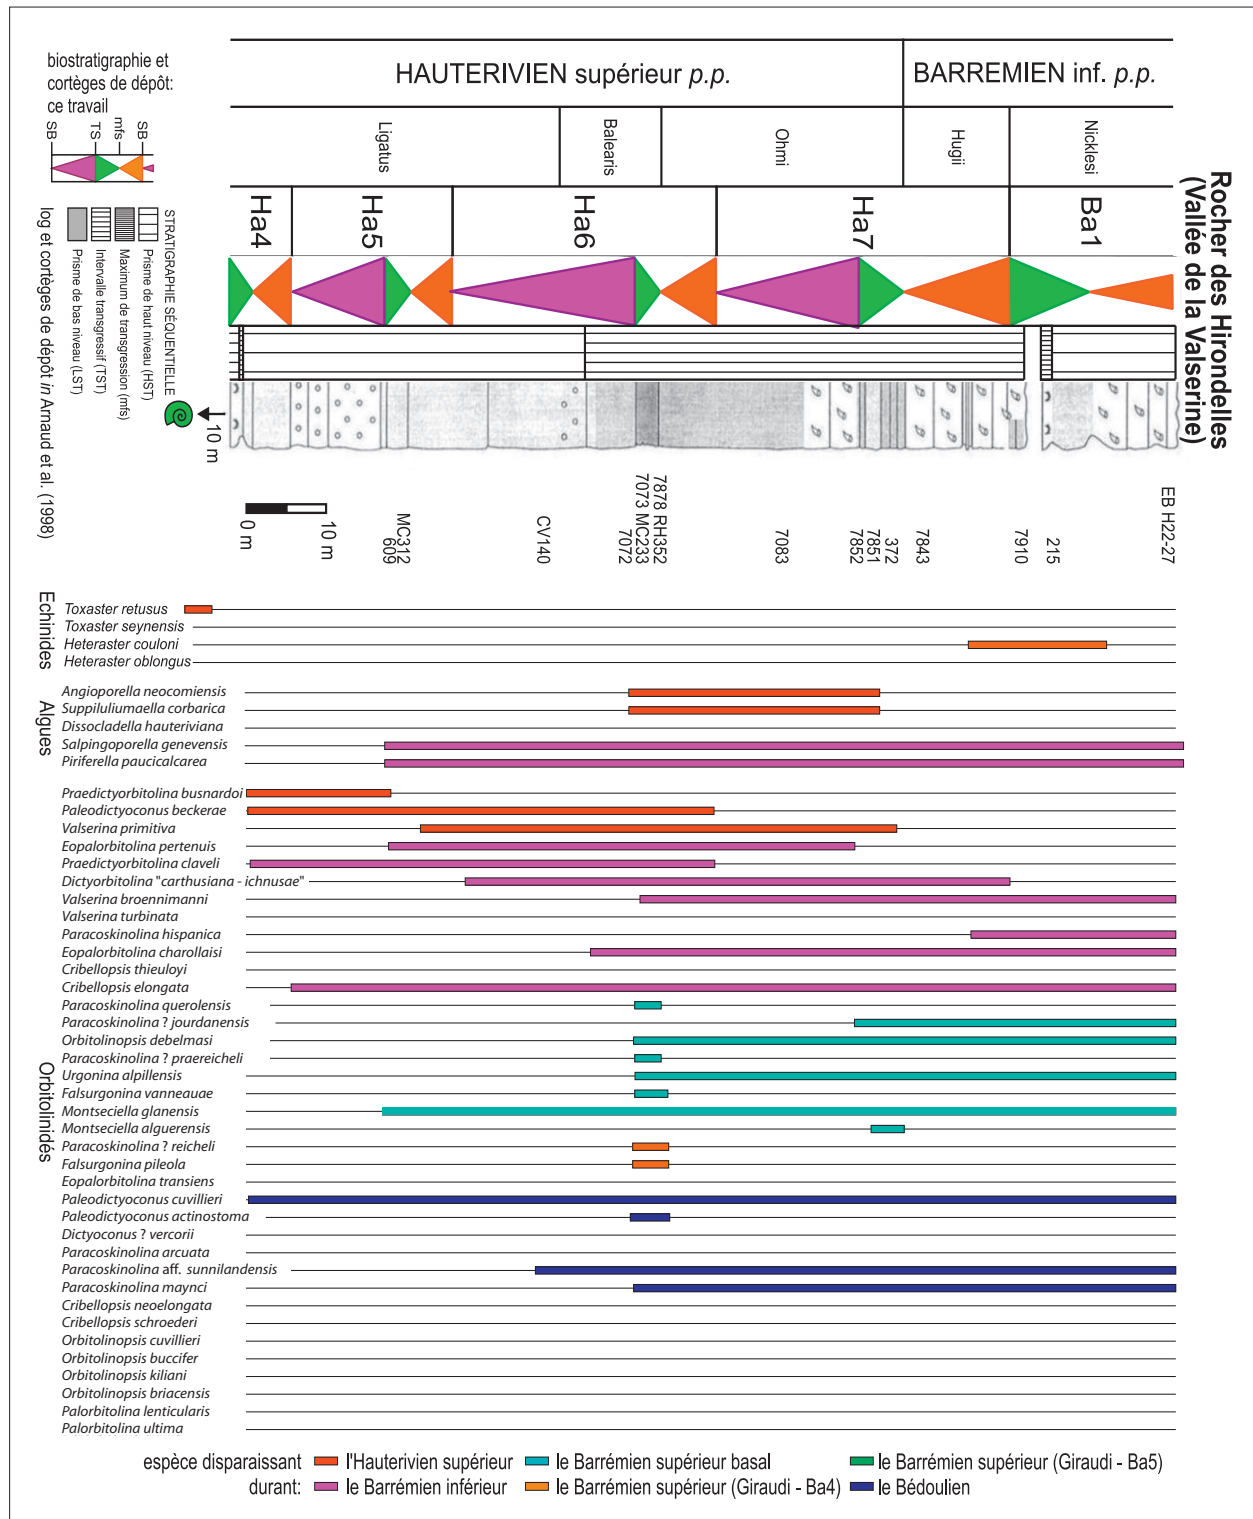 Rocher des Hirondelles
(Vallée de la Valserine)
HAUTERIVIEN supérieur p.p.
BARREMIEN inf. p.p.
Ligatus
Balearis
Ohmi
Hugii
Nicklesi
Ha4
Ha5
Ha6
Ha7
Ba1
biostratigraphie et
cortèges de dépôt:
ce travail
SB
TS
mfs
SB
STRATIGRAPHIE SÉQUENTIELLE
Prisme de haut niveau (HST)
Maximum de transgression (mfs)
Intervalle transgressif (TST)
Prisme de bas niveau (LST)
log et cortèges de dépôt in Arnaud et al. (1998)
10 m
0 m
10 m
MC312
609
CV140
7878 RH352
7073 MC233
7072
7083
372
7851
7852
7843
7910
215
EB H22-27
Echinides
Toxaster retusus
Toxaster seynensis
Heteraster couloni
Heteraster oblongus
Algues
Angioporella neocomiensis
Suppiluliumaella corbarica
Dissocladella hauteriviana
Salpingoporella genevensis
Piriferella paucicalcarea
Orbitolinidés
Praedictyorbitolina busnardoi
Paleodictyoconus beckerae
Valserina primitiva
Eopalorbitolina pertenuis
Praedictyorbitolina claveli
Dictyorbitolina "carthusiana - ichnusae"
Valserina broennimanni
Valserina turbinata
Paracoskinolina hispanica
Eopalorbitolina charollaisi
Cribellopsis thieuloyi
Cribellopsis elongata
Paracoskinolina querolensis
Paracoskinolina ? jourdanensis
Orbitolinopsis debelmasi
Paracoskinolina ? praereicheli
Urgonina alpillensis
Falsurgonina vanneauae
Montseciella glanensis
Montseciella alguerensis
Paracoskinolina ? reicheli
Falsurgonina pileola
Eopalorbitolina transiens
Paleodictyoconus cuvillieri
Paleodictyoconus actinostoma
Dictyoconus ? vercorii
Paracoskinolina arcuata
Paracoskinolina aff. sunnilandensis
Paracoskinolina maynci
Cribellopsis neoelongata
Cribellopsis schroederi
Orbitolinopsis cuvillieri
Orbitolinopsis buccifer
Orbitolinopsis kiliani
Orbitolinopsis briacensis
Palorbitolina lenticularis
Palorbitolina ultima
espèce disparaissant
durant:
l'Hauterivien supérieur
le Barrémien supérieur basal
le Barrémien supérieur (Giraudi - Ba5)
le Barrémien inférieur
le Barrémien supérieur (Giraudi - Ba4)
le Bédoulien